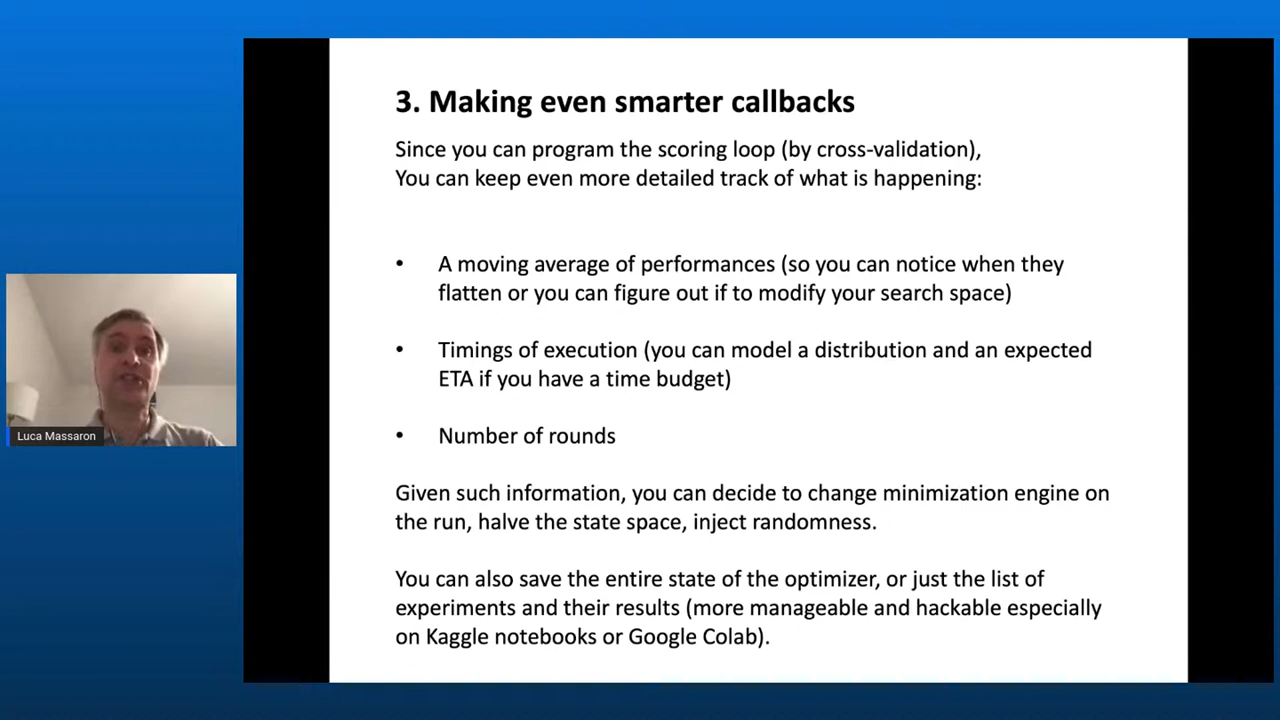 3. Making even smarter callbacks
Since you can program the scoring loop (by cross-validation),
You can keep even more detailed track of what is happening:
• A moving average of performances (so you can notice when they
flatten or you can figure out if to modify your search space)
• Timings of execution (you can model a distribution and an expected
ETA if you have a time budget)
• Number of rounds
Given such information, you can decide to change minimization engine on
the run, halve the state space, inject randomness.
You can also save the entire state of the optimizer, or just the list of
experiments and their results (more manageable and hackable especially
on Kaggle notebooks or Google Colab).
Luca Massaron